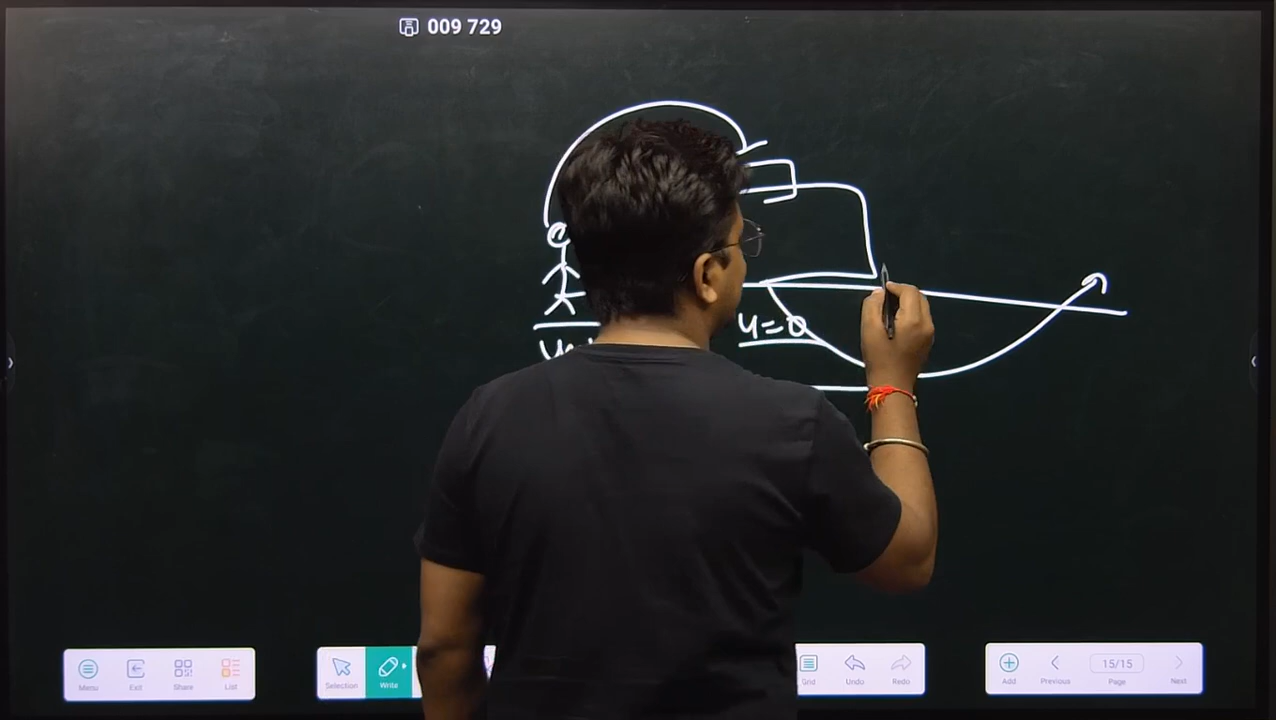 009 729
u=0
Menu
Exit
Share
List
Selection
Write
Grid
Undo
Redo
Add
Previous
15/15
Page
Next